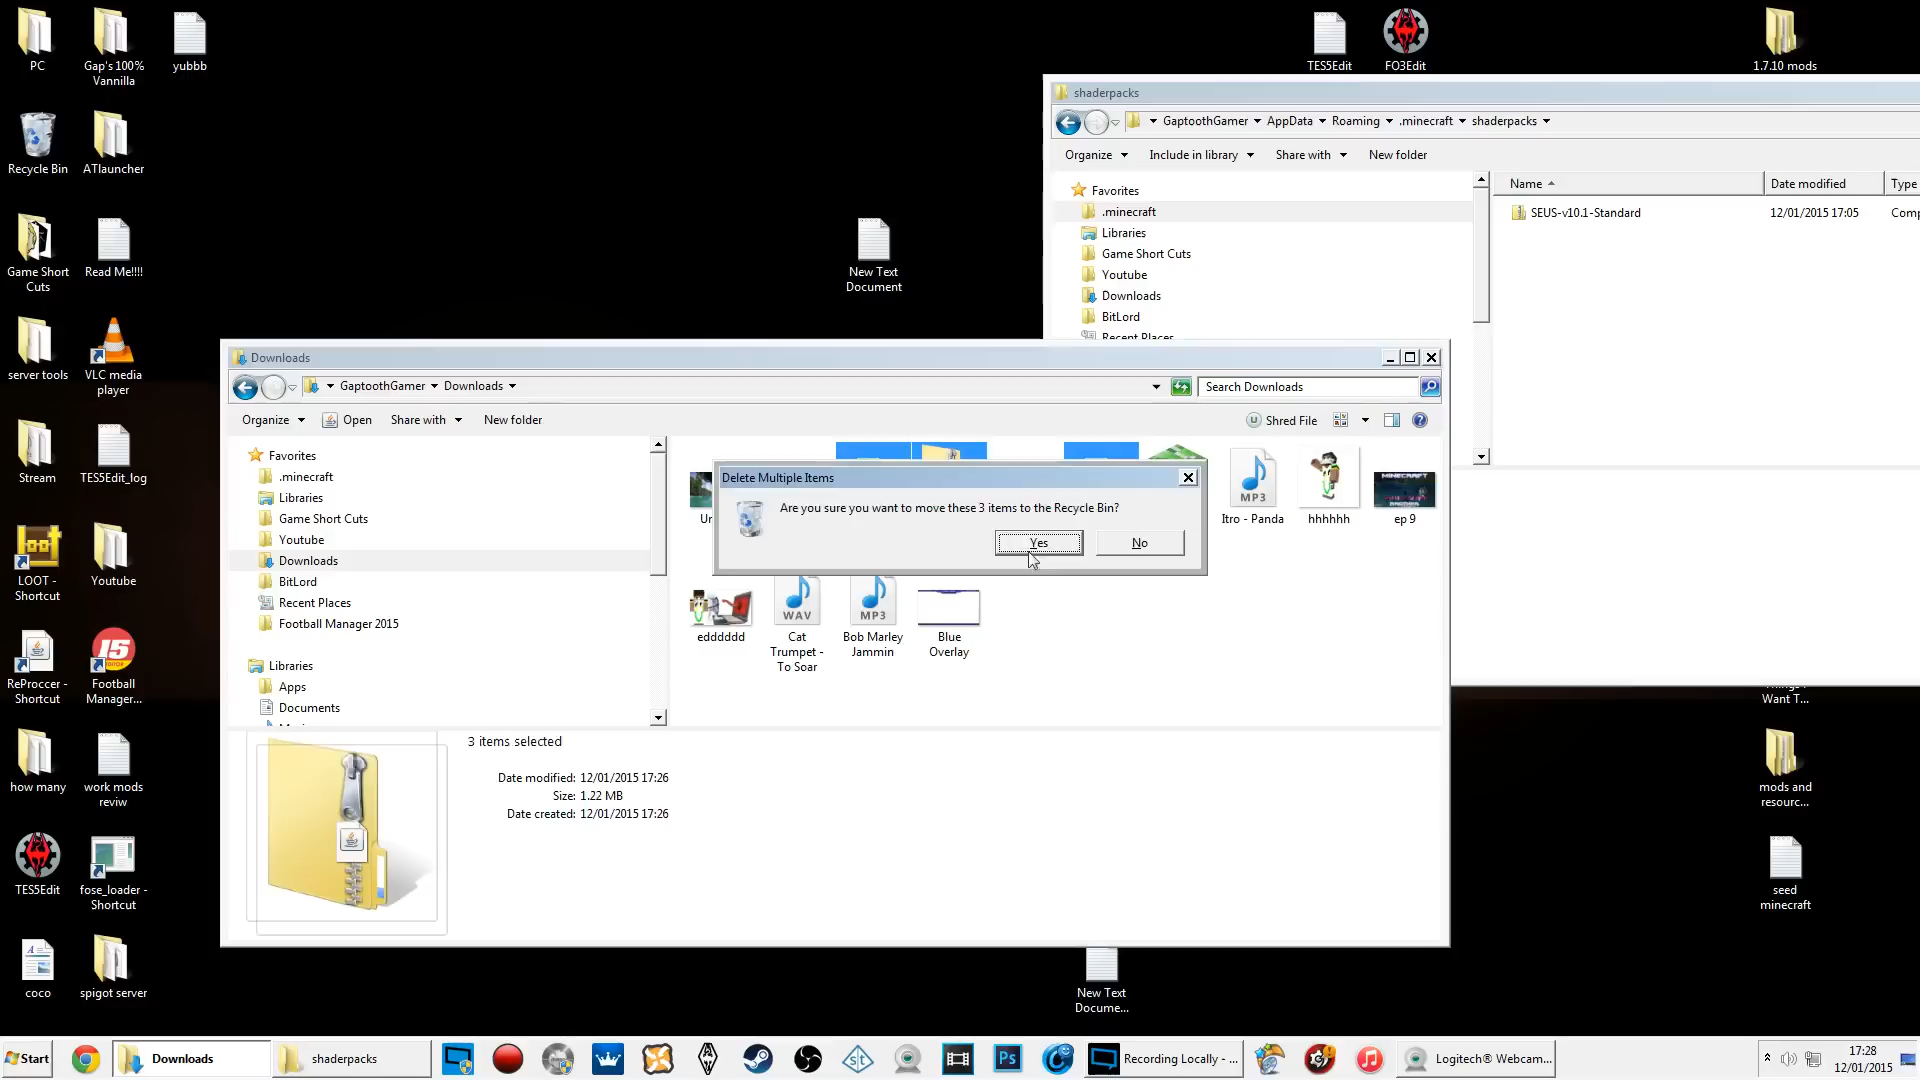 PC
Gap's 100%
Vannilla
yubbb
TES5Edit
FO3Edit
1.7.10 mods
Recycle Bin
ATlauncher
Game Short
Cuts
Read Me!!!!
New Text
Document
server tools
VLC media
player
Stream
TES5Edit_log
LOOT -
Shortcut
Youtube
ReProccer -
Shortcut
Football
Manager...
how many
work mods
reviw
TES5Edit
fose_loader -
Shortcut
coco
spigot server
shaderpacks
GaptoothGamer
AppData
Roaming
.minecraft
shaderpacks
Organize
Include in library
Share with
New folder
Favorites
.minecraft
Libraries
Game Short Cuts
Youtube
Downloads
BitLord
Recent Places
Name
Date modified
Type
SEUS-v10.1-Standard
12/01/2015 17:05
Comp
Downloads
GaptoothGamer
Downloads
Search Downloads
Organize
Open
Share with
New folder
Shred File
Favorites
.minecraft
Libraries
Game Short Cuts
Youtube
Downloads
BitLord
Recent Places
Football Manager 2015
Libraries
Apps
Documents
Delete Multiple Items
Are you sure you want to move these 3 items to the Recycle Bin?
Yes
No
MP3
Itro - Panda
hhhhhh
MINECRAFT
ep 9
edddddd
WAV
Cat
Trumpet -
To Soar
MP3
Bob Marley
Jammin
Blue
Overlay
3 items selected
Date modified: 12/01/2015 17:26
Size: 1.22 MB
Date created: 12/01/2015 17:26
Want T...
mods and
resourc...
seed
minecraft
New Text
Docume...
Start
Downloads
shaderpacks
st
Ps
Recording Locally - ...
Logitech® Webcam...
17:28
12/01/2015